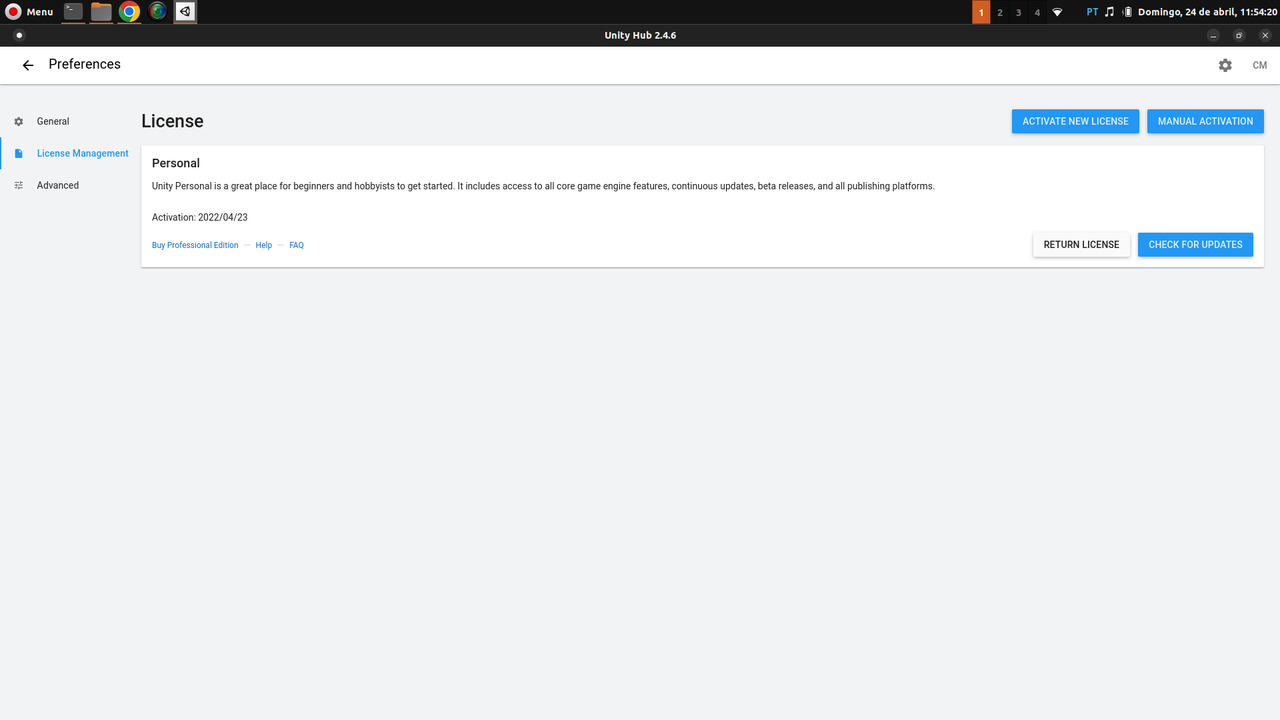 Menu 1 2 3 4 PT Domingo, 24 de abril, 11:54:20
Unity Hub 2.4.6
Preferences CM
General
License Management
Advanced
License ACTIVATE NEW LICENSE MANUAL ACTIVATION
Personal
Unity Personal is a great place for beginners and hobbyists to get started. It includes access to all core game engine features, continuous updates, beta releases, and all publishing platforms.
Activation: 2022/04/23
Buy Professional Edition — Help — FAQ RETURN LICENSE CHECK FOR UPDATES